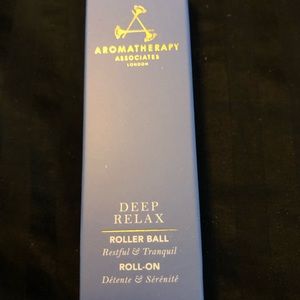 AROMATHERAPY
ASSOCIATES
LONDON
DEEP
RELAX
ROLLER BALL
Restful & Tranquil
ROLL-ON
Détente & Sérénité